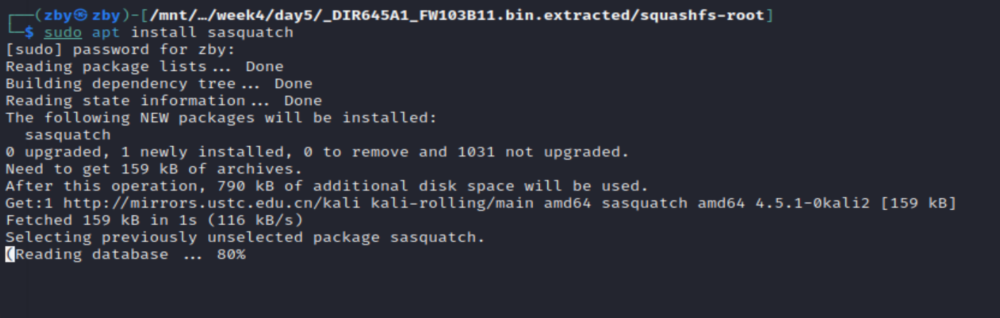 ┌──(zby㉿zby)-[/mnt/…/week4/day5/_DIR645A1_FW103B11.bin.extracted/squashfs-root]
└─$ sudo apt install sasquatch
[sudo] password for zby:
Reading package lists... Done
Building dependency tree... Done
Reading state information... Done
The following NEW packages will be installed:
  sasquatch
0 upgraded, 1 newly installed, 0 to remove and 1031 not upgraded.
Need to get 159 kB of archives.
After this operation, 790 kB of additional disk space will be used.
Get:1 http://mirrors.ustc.edu.cn/kali kali-rolling/main amd64 sasquatch amd64 4.5.1-0kali2 [159 kB]
Fetched 159 kB in 1s (116 kB/s)
Selecting previously unselected package sasquatch.
(Reading database ... 80%